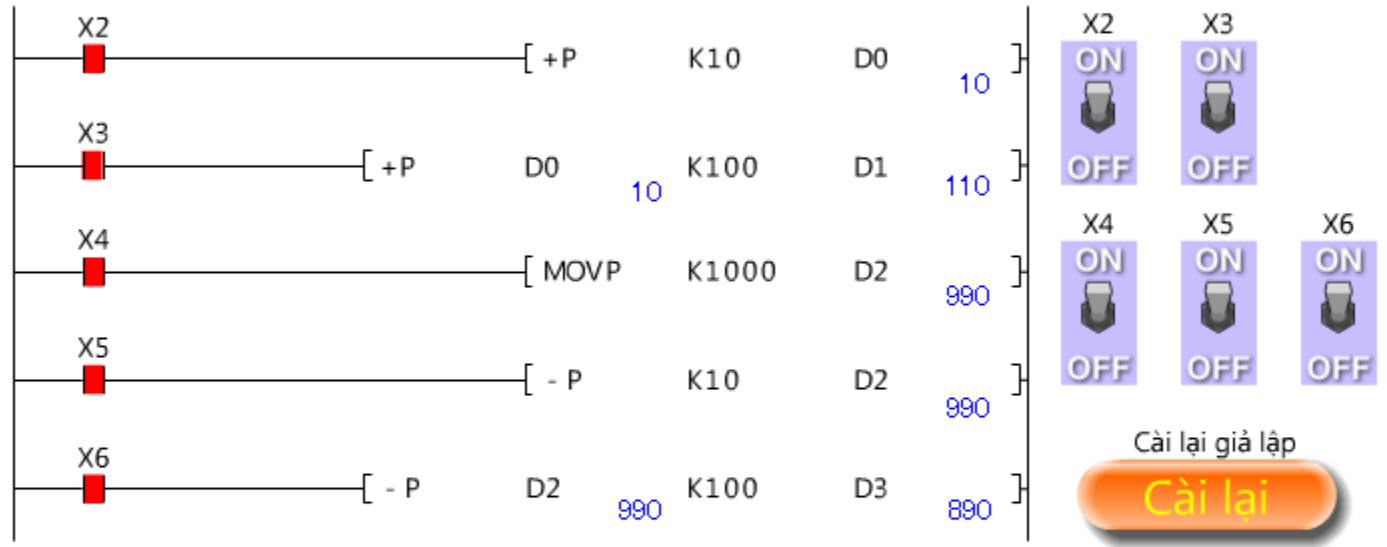 X2
[ +P K10 D0 ]
10
X3
[ +P D0 K100 D1 ]
10 110
X4
[ MOVP K1000 D2 ]
990
X5
[ - P K10 D2 ]
990
X6
[ - P D2 K100 D3 ]
990 890
X2 X3
ON ON
OFF OFF
X4 X5 X6
ON ON ON
OFF OFF OFF
Cài lại giả lập
Cài lại